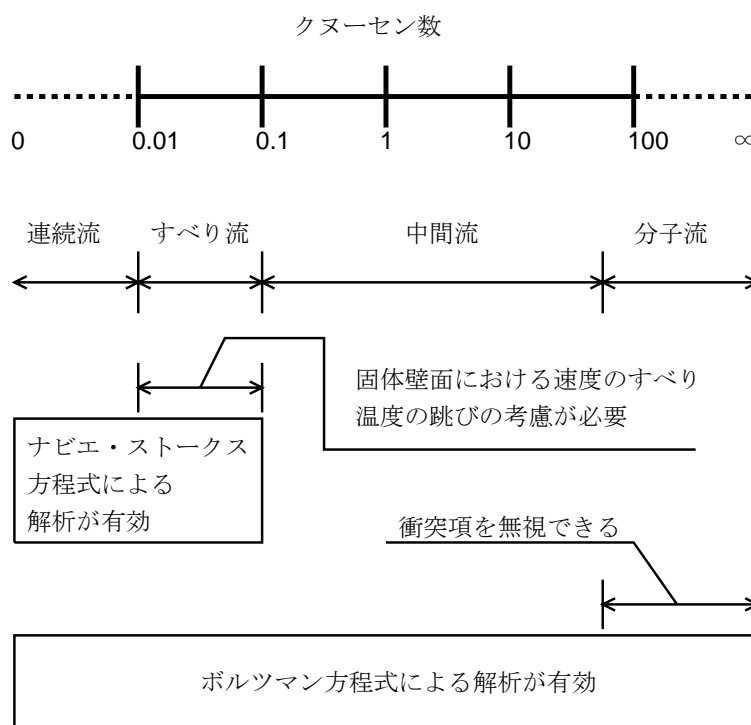 クヌーセン数
0 0.01 0.1 1 10 100 ∞
連続流 すべり流 中間流 分子流
固体壁面における速度のすべり
温度の跳びの考慮が必要
ナビエ・ストークス
方程式による
解析が有効
衝突項を無視できる
ボルツマン方程式による解析が有効